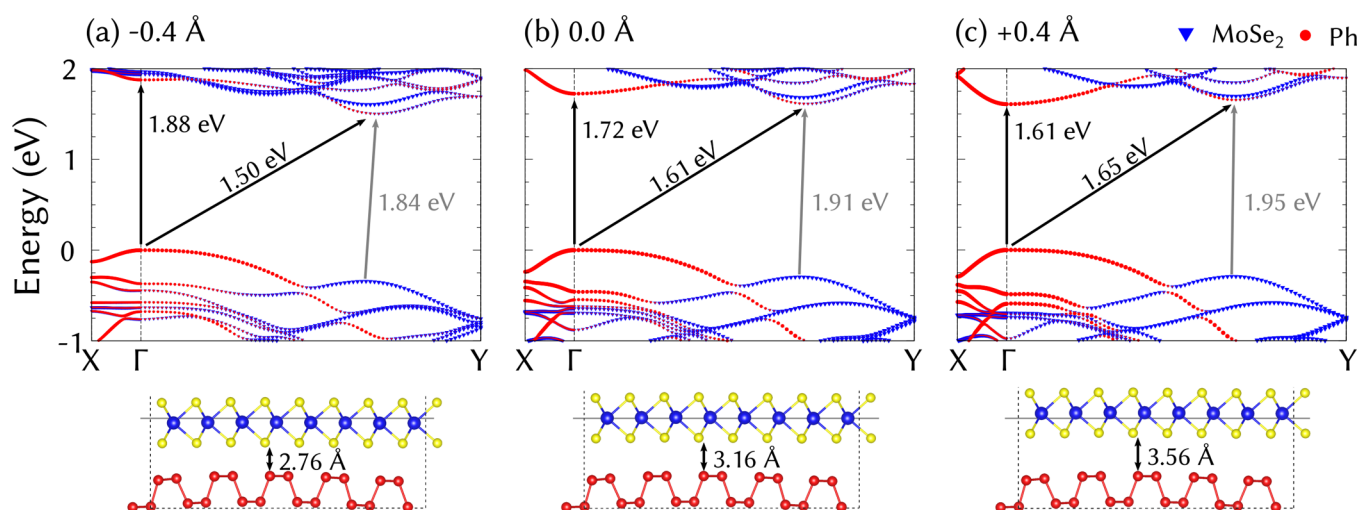 (a) -0.4 Å
(b) 0.0 Å
(c) +0.4 Å
MoSe₂
Ph
Energy (eV)
2
1
0
-1
1.88 eV
1.50 eV
1.84 eV
X
Γ
Y
1.72 eV
1.61 eV
1.91 eV
X
Γ
Y
1.61 eV
1.65 eV
1.95 eV
X
Γ
Y
2.76 Å
3.16 Å
3.56 Å